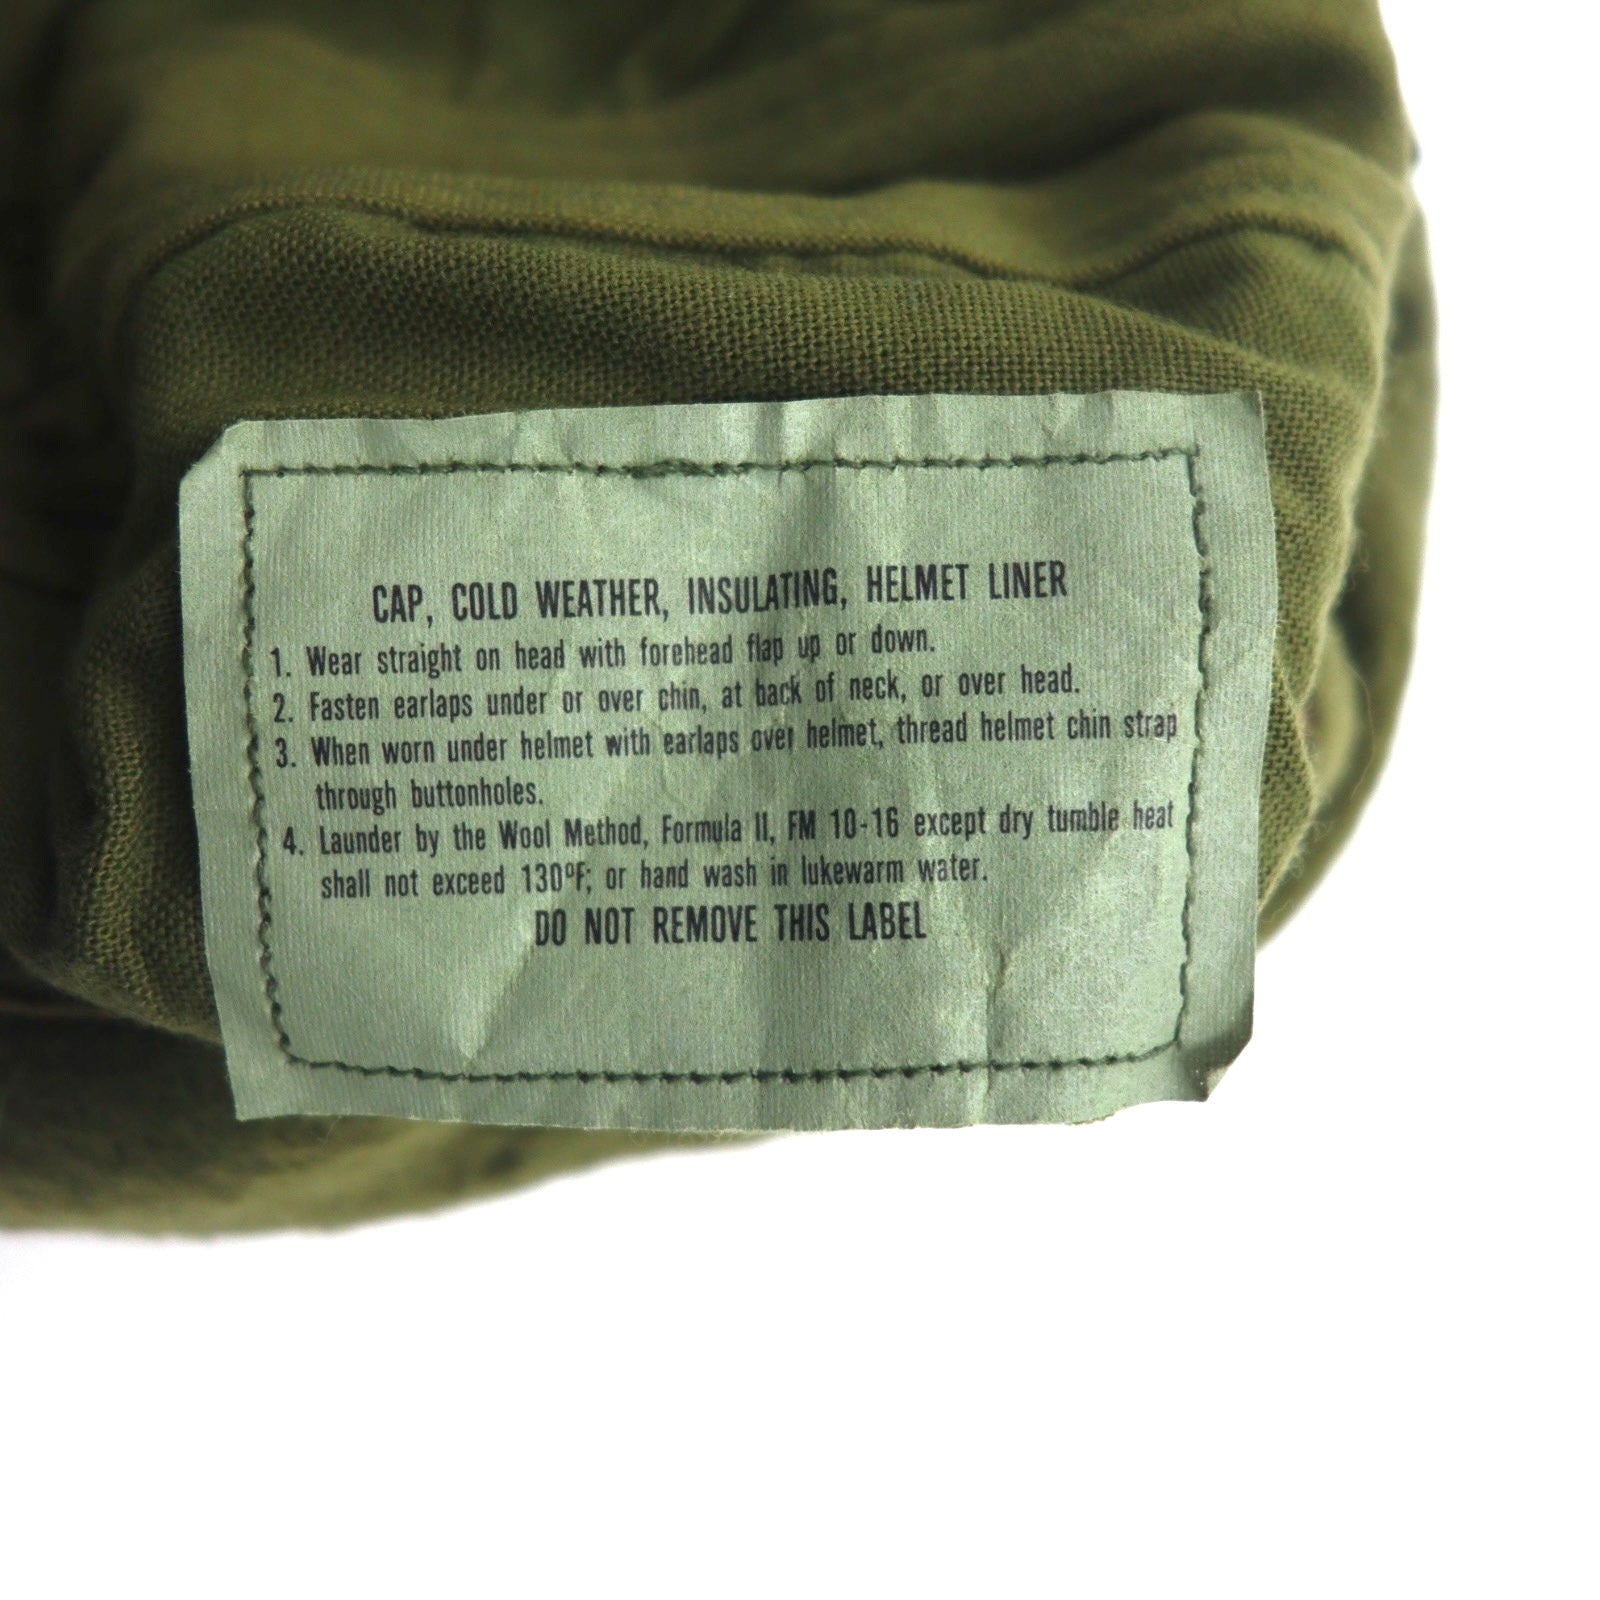 CAP, COLD WEATHER, INSULATING, HELMET LINER
1. Wear straight on head with forehead flap up or down.
2. Fasten earlaps under or over chin, at back of neck, or over head.
3. When worn under helmet with earlaps over helmet, thread helmet chin strap
through buttonholes.
4. Launder by the Wool Method, Formula II, FM 10-16 except dry tumble heat
shall not exceed 130ºF; or hand wash in lukewarm water.
DO NOT REMOVE THIS LABEL